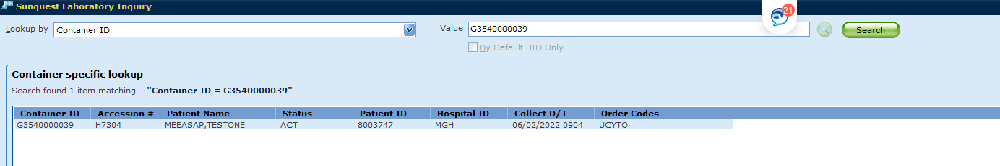 Sunquest Laboratory Inquiry
21
Lookup by Container ID Value G3540000039 Search
By Default HID Only
Container specific lookup
Search found 1 item matching "Container ID = G3540000039"
Container ID Accession # Patient Name Status Patient ID Hospital ID Collect D/T Order Codes
G3540000039 H7304 MEEASAP,TESTONE ACT 8003747 MGH 06/02/2022 0904 UCYTO